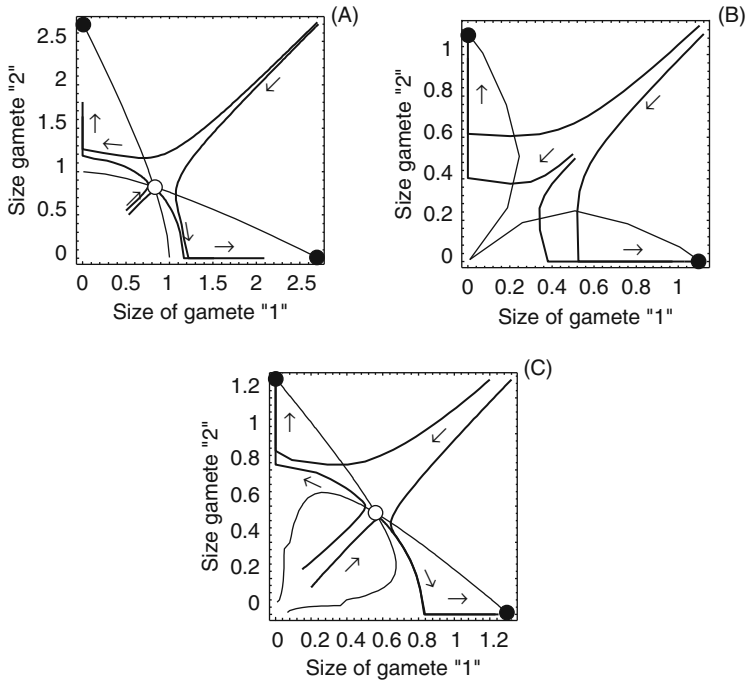 (A)
2.5
2
1.5
1
0.5
0
Size gamete "2"
0 0.5 1 1.5 2 2.5
Size of gamete "1"
(B)
1
0.8
0.6
0.4
0.2
0
Size gamete "2"
0 0.2 0.4 0.6 0.8 1
Size of gamete "1"
(C)
1.2
1
0.8
0.6
0.4
0.2
0
Size gamete "2"
0 0.2 0.4 0.6 0.8 1 1.2
Size of gamete "1"